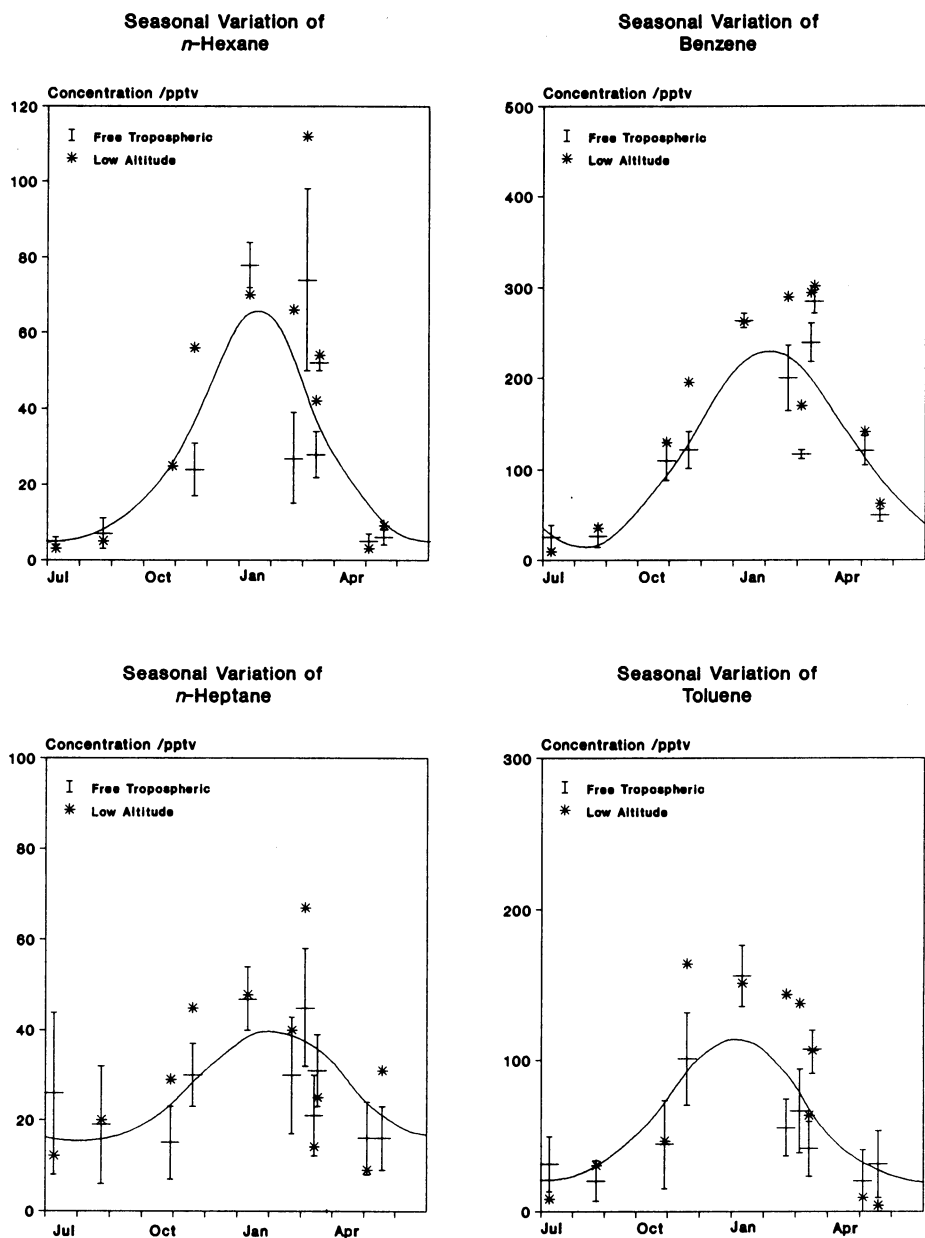 Seasonal Variation of
n-Hexane
Concentration /pptv
120
100
80
60
40
20
0
Free Tropospheric
Low Altitude
Jul Oct Jan Apr
Seasonal Variation of
Benzene
Concentration /pptv
500
400
300
200
100
0
Free Tropospheric
Low Altitude
Jul Oct Jan Apr
Seasonal Variation of
n-Heptane
Concentration /pptv
100
80
60
40
20
0
Free Tropospheric
Low Altitude
Jul Oct Jan Apr
Seasonal Variation of
Toluene
Concentration /pptv
300
200
100
0
Free Tropospheric
Low Altitude
Jul Oct Jan Apr